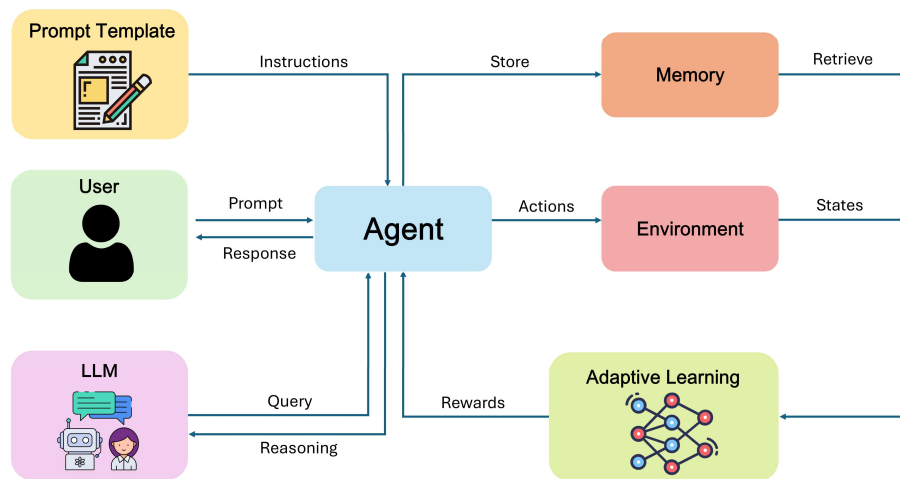 Prompt Template
Instructions
Store
Memory
Retrieve
User
Prompt
Response
Agent
Actions
Environment
States
LLM
Query
Reasoning
Rewards
Adaptive Learning